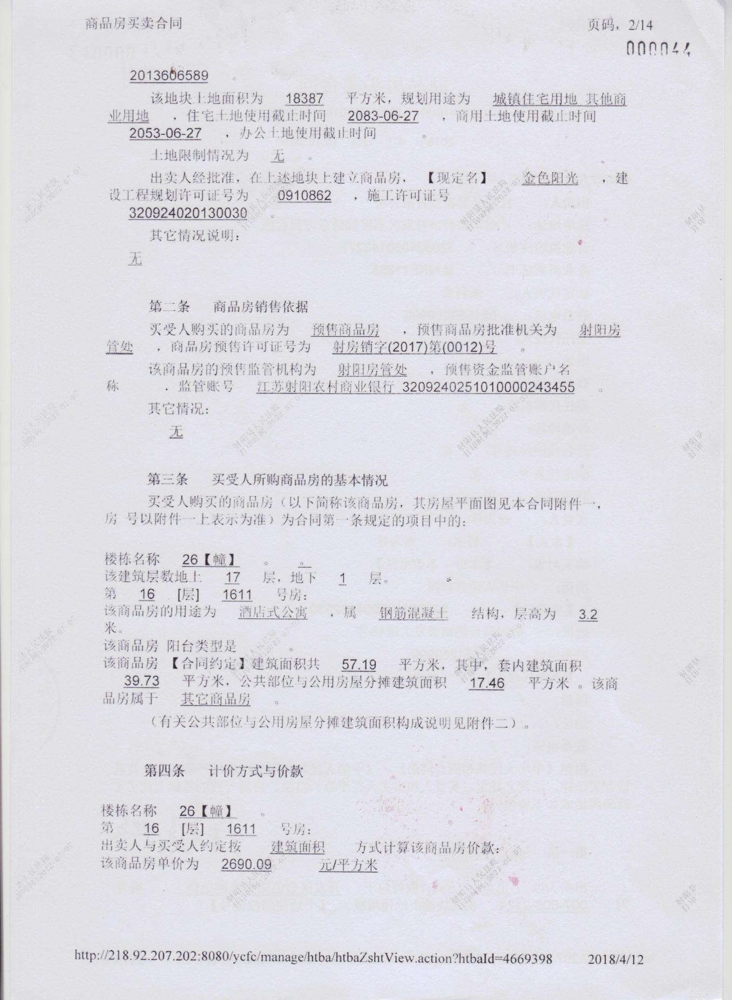 商品房买卖合同
页码，2/14
000044
2013606589 。
该地块土地面积为 18387 平方米，规划用途为 城镇住宅用地 其他商
业用地 ，住宅土地使用截止时间 2083-06-27 ，商用土地使用截止时间
2053-06-27 ，办公土地使用截止时间 。
土地限制情况为 无 。
出卖人经批准，在上述地块上建立商品房，【现定名】 金色阳光 ，建
设工程规划许可证号为 0910862 ，施工许可证号
320924020130030 。
其它情况说明：
无
第二条 商品房销售依据
买受人购买的商品房为 预售商品房 ，预售商品房批准机关为 射阳房
管处 ，商品房预售许可证号为 射房销字(2017)第(0012)号 。
该商品房的预售监管机构为 射阳房管处 ，预售资金监管账户名
称 ．监管账号 江苏射阳农村商业银行 3209240251010000243455 。
其它情况：
无
第三条 买受人所购商品房的基本情况
买受人购买的商品房（以下简称该商品房，其房屋平面图见本合同附件一，
房 号以附件一上表示为准）为合同第一条规定的项目中的：
楼栋名称 26【幢】 。 。
该建筑层数地上 17 层，地下 1 层。
第 16 [层] 1611 号房：
该商品房的用途为 酒店式公寓 ，属 钢筋混凝土 结构，层高为 3.2
米。
该商品房 阳台类型是 。
该商品房 【合同约定】建筑面积共 57.19 平方米，其中，套内建筑面积
39.73 平方米，公共部位与公用房屋分摊建筑面积 17.46 平方米 。该商
品房属于 其它商品房 。
（有关公共部位与公用房屋分摊建筑面积构成说明见附件二）。
第四条 计价方式与价款
楼栋名称 26【幢】 。
第 16 [层] 1611 号房：
出卖人与买受人约定按 建筑面积 方式计算该商品房价款：
该商品房单价为 2690.09 元/平方米
http://218.92.207.202:8080/ycfc/manage/htba/htbaZshtView.action?htbaId=4669398
2018/4/12
射阳县人民法院
打印时间:2022-07-07